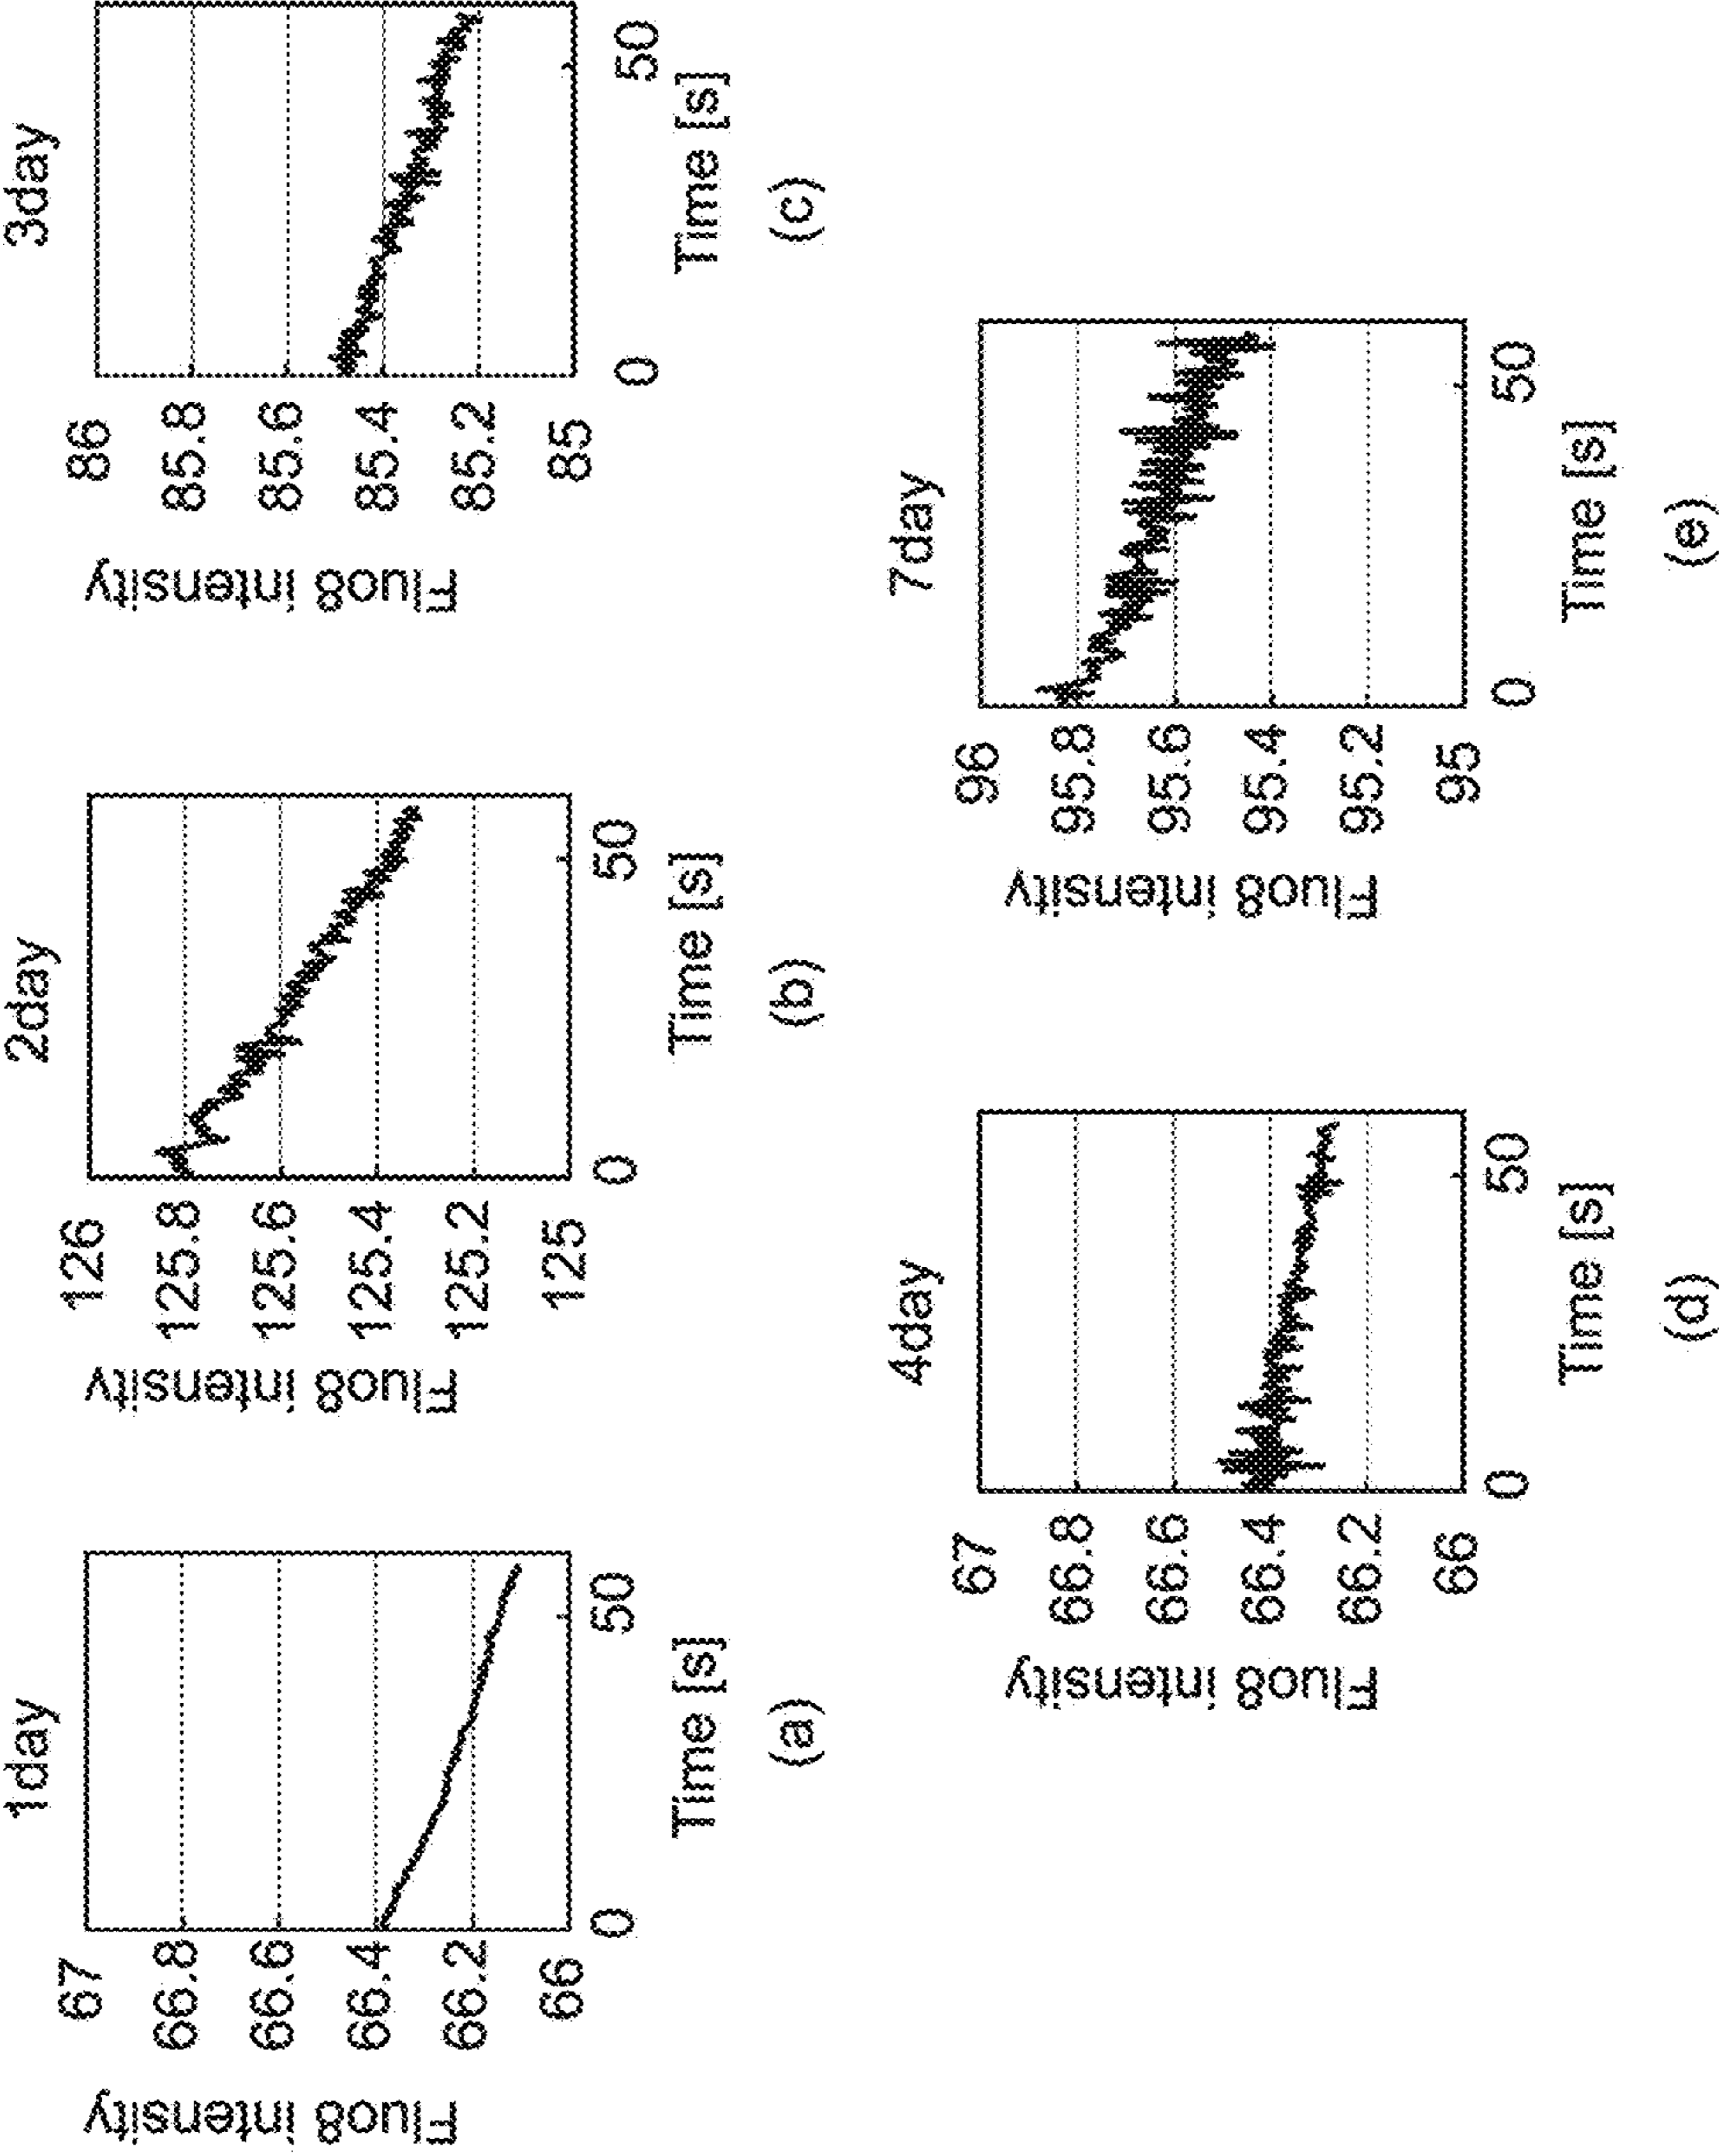 1day
Fluo8 intensity
67
66.8
66.6
66.4
66.2
66
0 50
Time [s]
(a)
2day
Fluo8 intensity
126
125.8
125.6
125.4
125.2
125
0 50
Time [s]
(b)
3day
Fluo8 intensity
86
85.8
85.6
85.4
85.2
85
0 50
Time [s]
(c)
4day
Fluo8 intensity
67
66.8
66.6
66.4
66.2
66
0 50
Time [s]
(d)
7day
Fluo8 intensity
96
95.8
95.6
95.4
95.2
95
0 50
Time [s]
(e)